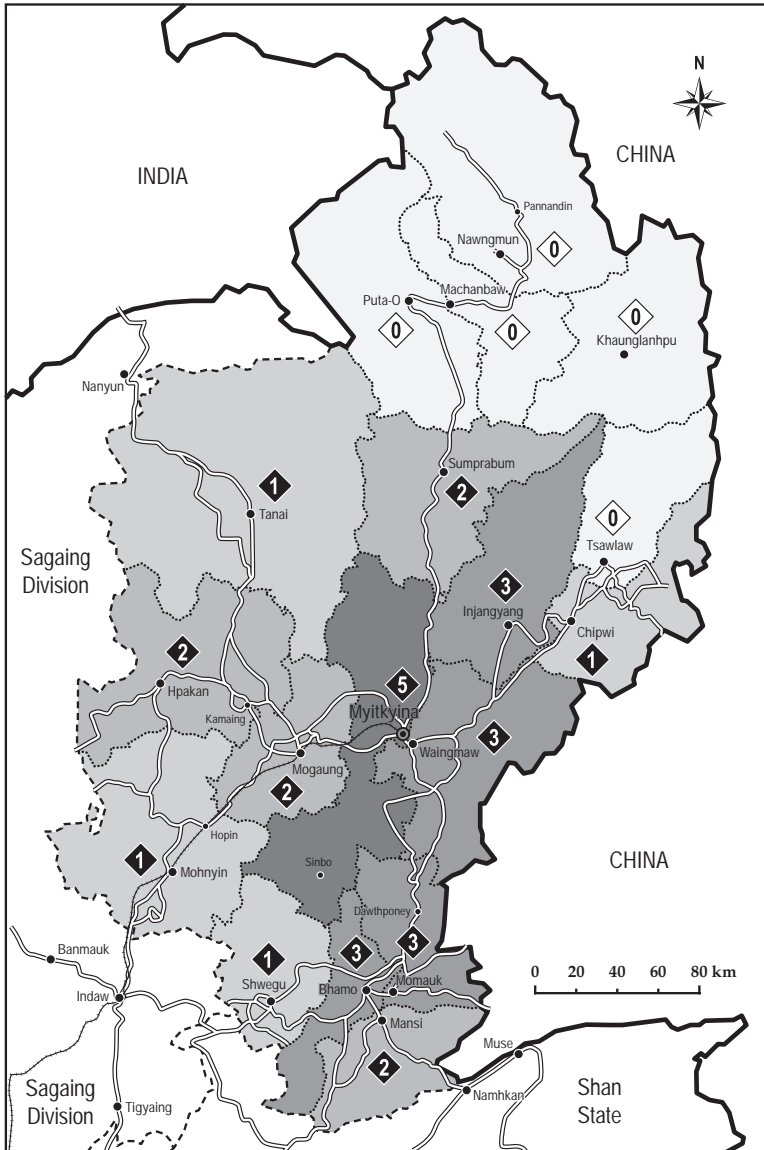 N
CHINA
INDIA
Pannandin
Nawngmun
0
Machanbaw
Puta-O
0
0
0
Khaunglanhpu
Nanyun
Sumprabum
2
1
Tanai
0
Tsawlaw
Sagaing
Division
3
Injangyang
Chipwi
1
2
Hpakan
5
Kamaing
Myitkyina
3
Waingmaw
Mogaung
2
Hopin
1
Mohnyin
Sinbo
CHINA
Dawthponey
Banmauk
1
3
3
Shwegu
Bhamo
Momauk
0 20 40 60 80 km
Indaw
Mansi
Muse
2
Sagaing
Division
Tigyaing
Namhkan
Shan
State